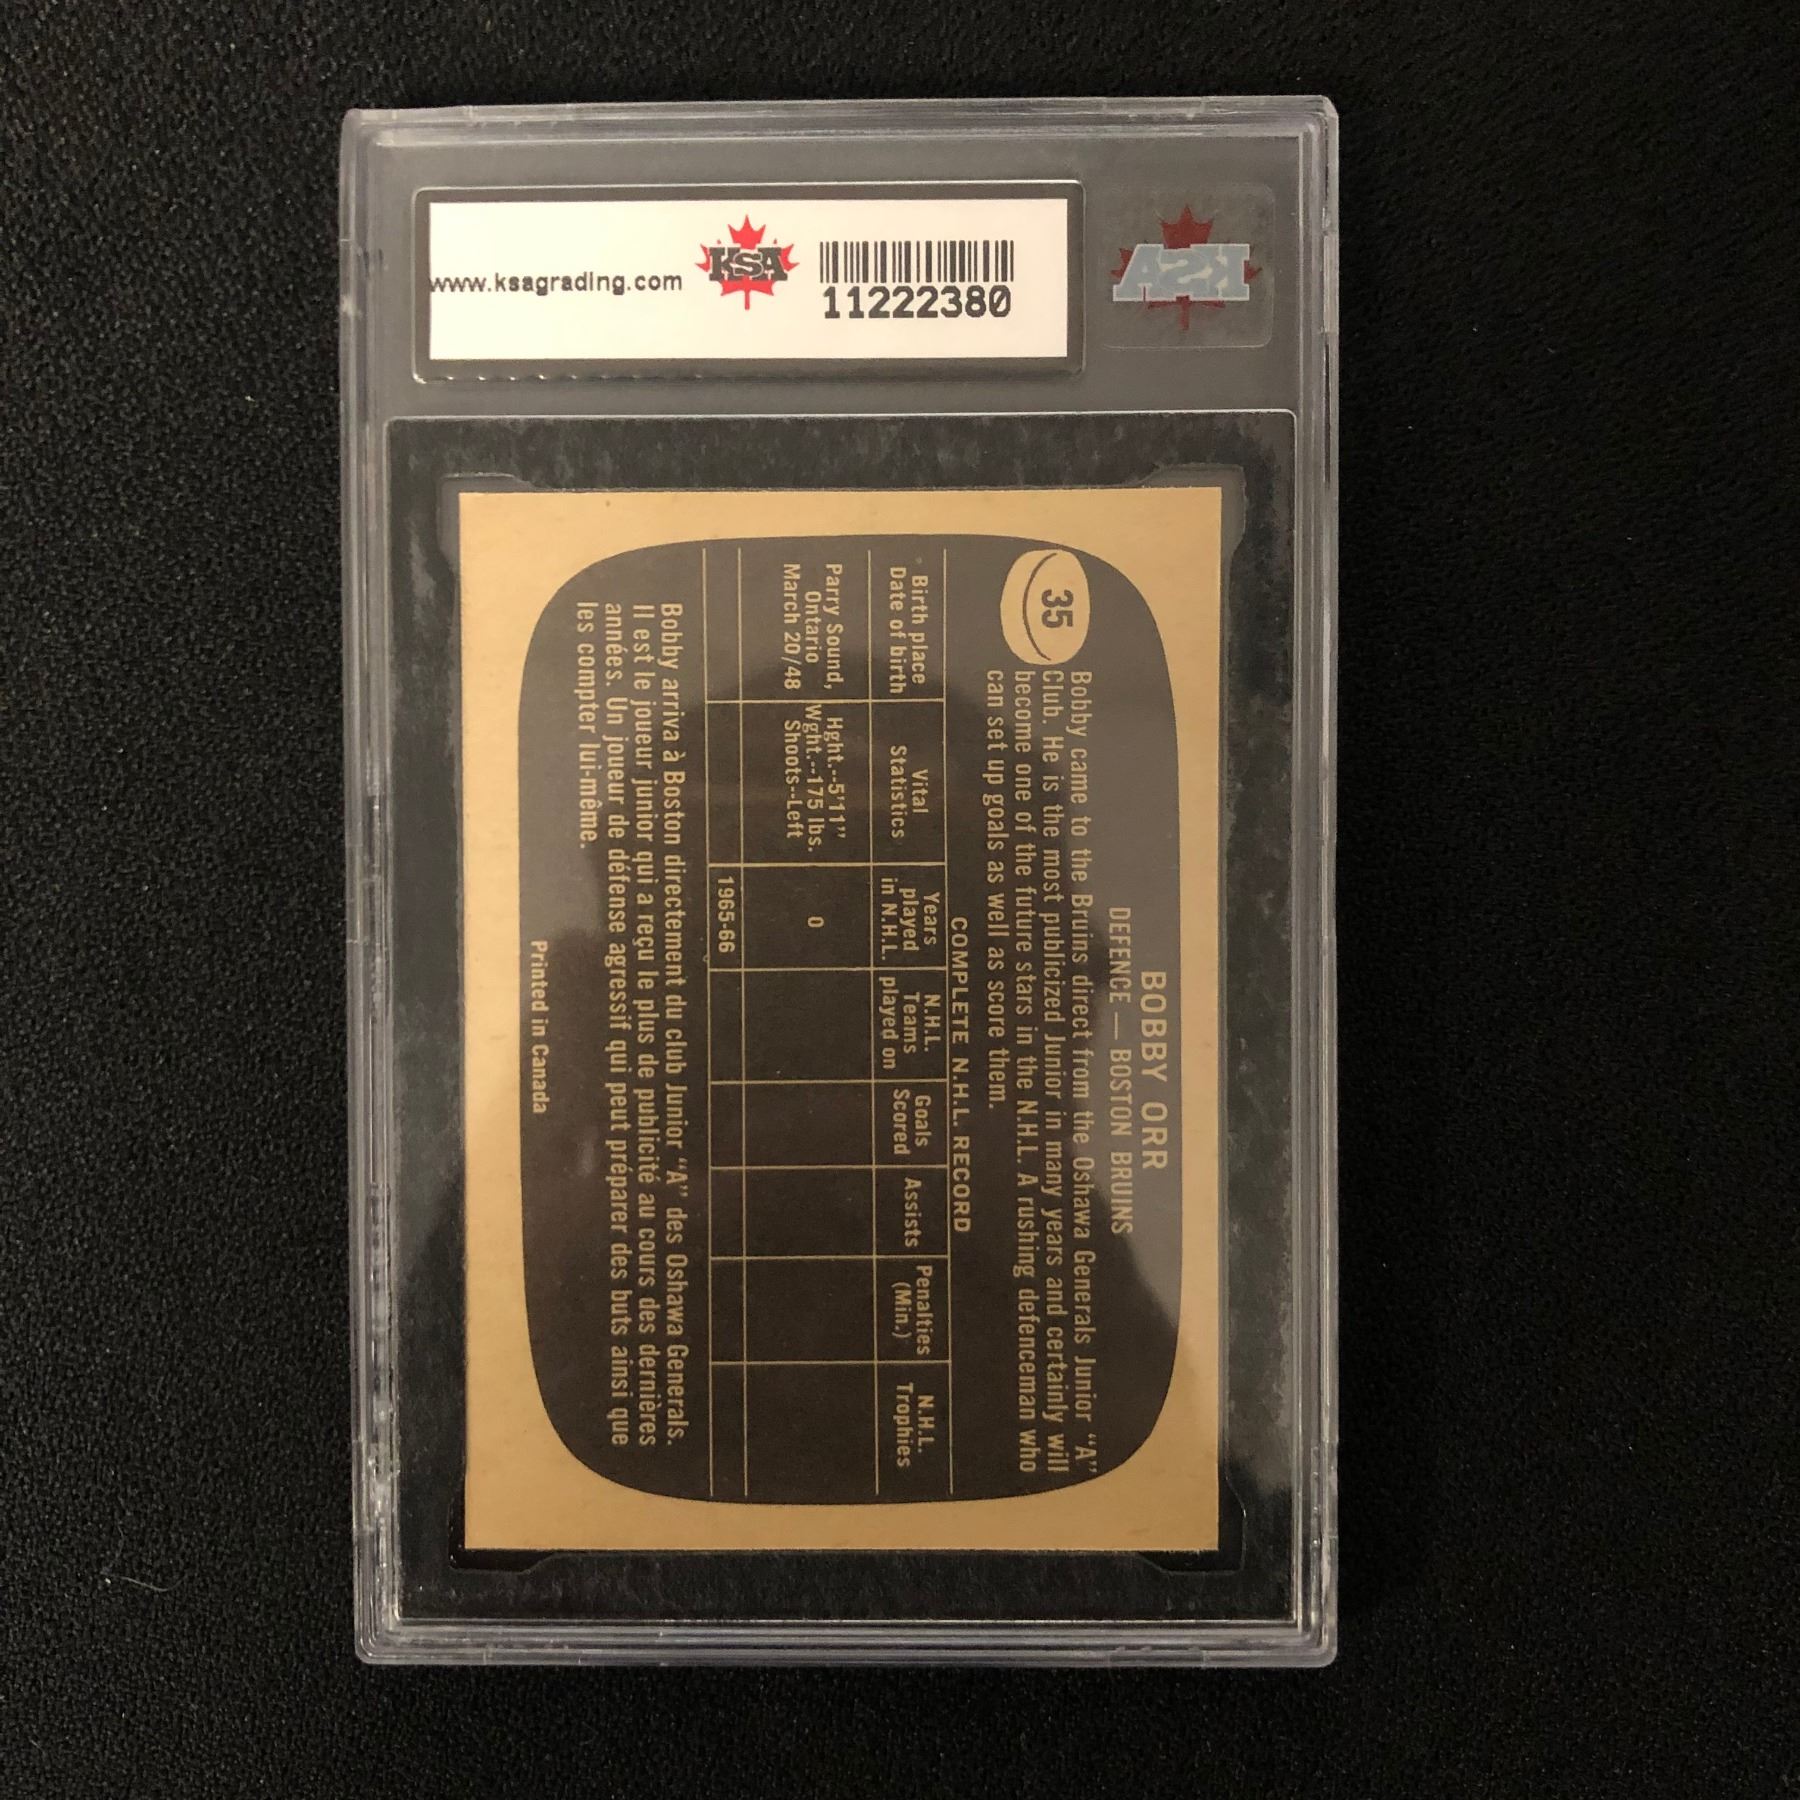 www.ksagrading.com
KSA
11222380
KSA
35
BOBBY ORR
DEFENCE — BOSTON BRUINS
Bobby came to the Bruins direct from the Oshawa Generals Junior “A”
Club. He is the most publicized Junior in many years and certainly will
become one of the future stars in the N.H.L. A rushing defenceman who
can set up goals as well as score them.
COMPLETE N.H.L. RECORD
Birth place
Date of birth
Vital
Statistics
Years
played
in N.H.L.
N.H.L.
Teams
played on
Goals
Scored
Assists
Penalties
(Min.)
N.H.L.
Trophies
Parry Sound,
Ontario
March 20/48
Hght.--5'11”
Wght.--175 lbs.
Shoots--Left
0
1965-66
Bobby arriva à Boston directement du club Junior “A” des Oshawa Generals.
Il est le joueur junior qui a reçu le plus de publicité au cours des dernières
années. Un joueur de défense agressif qui peut préparer des buts ainsi que
les compter lui-même.
Printed in Canada